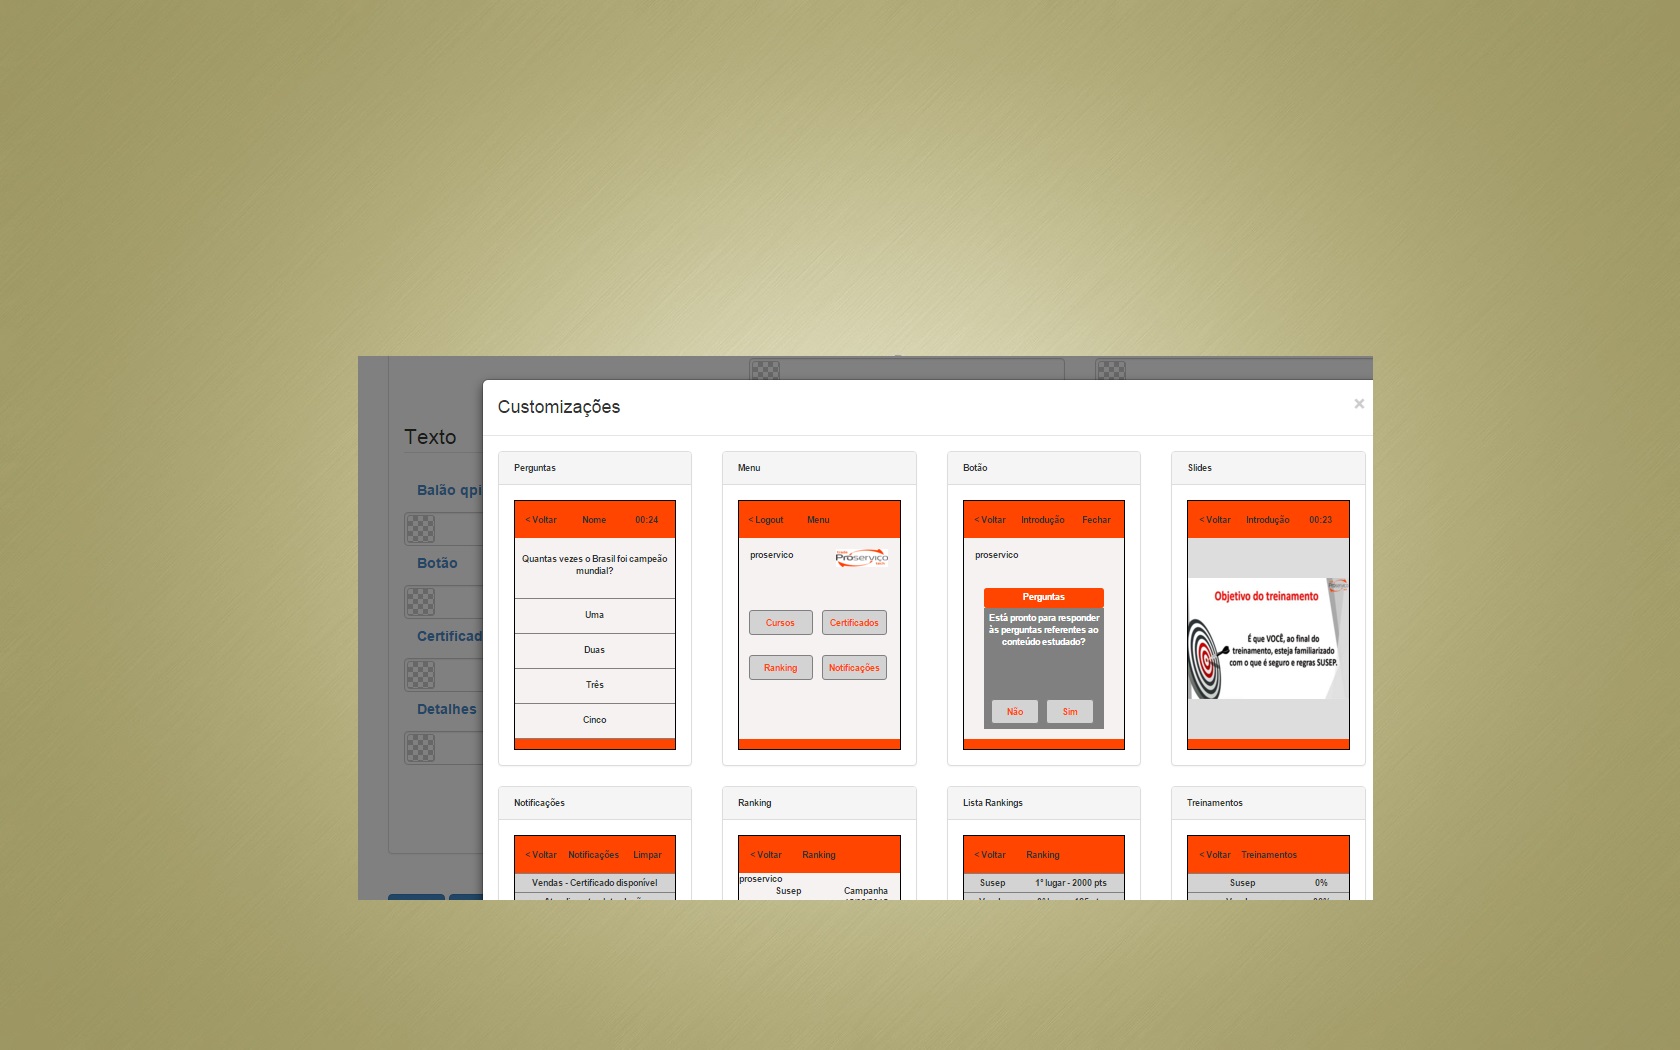 Customizações
×
Texto
Balão qpi
Botão
Certificad
Detalhes
Perguntas
< Voltar Nome 00:24
Quantas vezes o Brasil foi campeão
mundial?
Uma
Duas
Três
Cinco
Menu
< Logout Menu
proservico
Próserviço
Cursos Certificados
Ranking Notificações
Botão
< Voltar Introdução Fechar
proservico
Perguntas
Está pronto para responder
às perguntas referentes ao
conteúdo estudado?
Não Sim
Slides
< Voltar Introdução 00:23
Objetivo do treinamento
É que VOCÊ, ao final do
treinamento, esteja familiarizado
com o que é seguro e regras SUSEP.
Notificações
< Voltar Notificações Limpar
Vendas - Certificado disponível
Ranking
< Voltar Ranking
proservico
Susep Campanha
Lista Rankings
< Voltar Ranking
Susep 1º lugar - 2000 pts
Treinamentos
< Voltar Treinamentos
Susep 0%